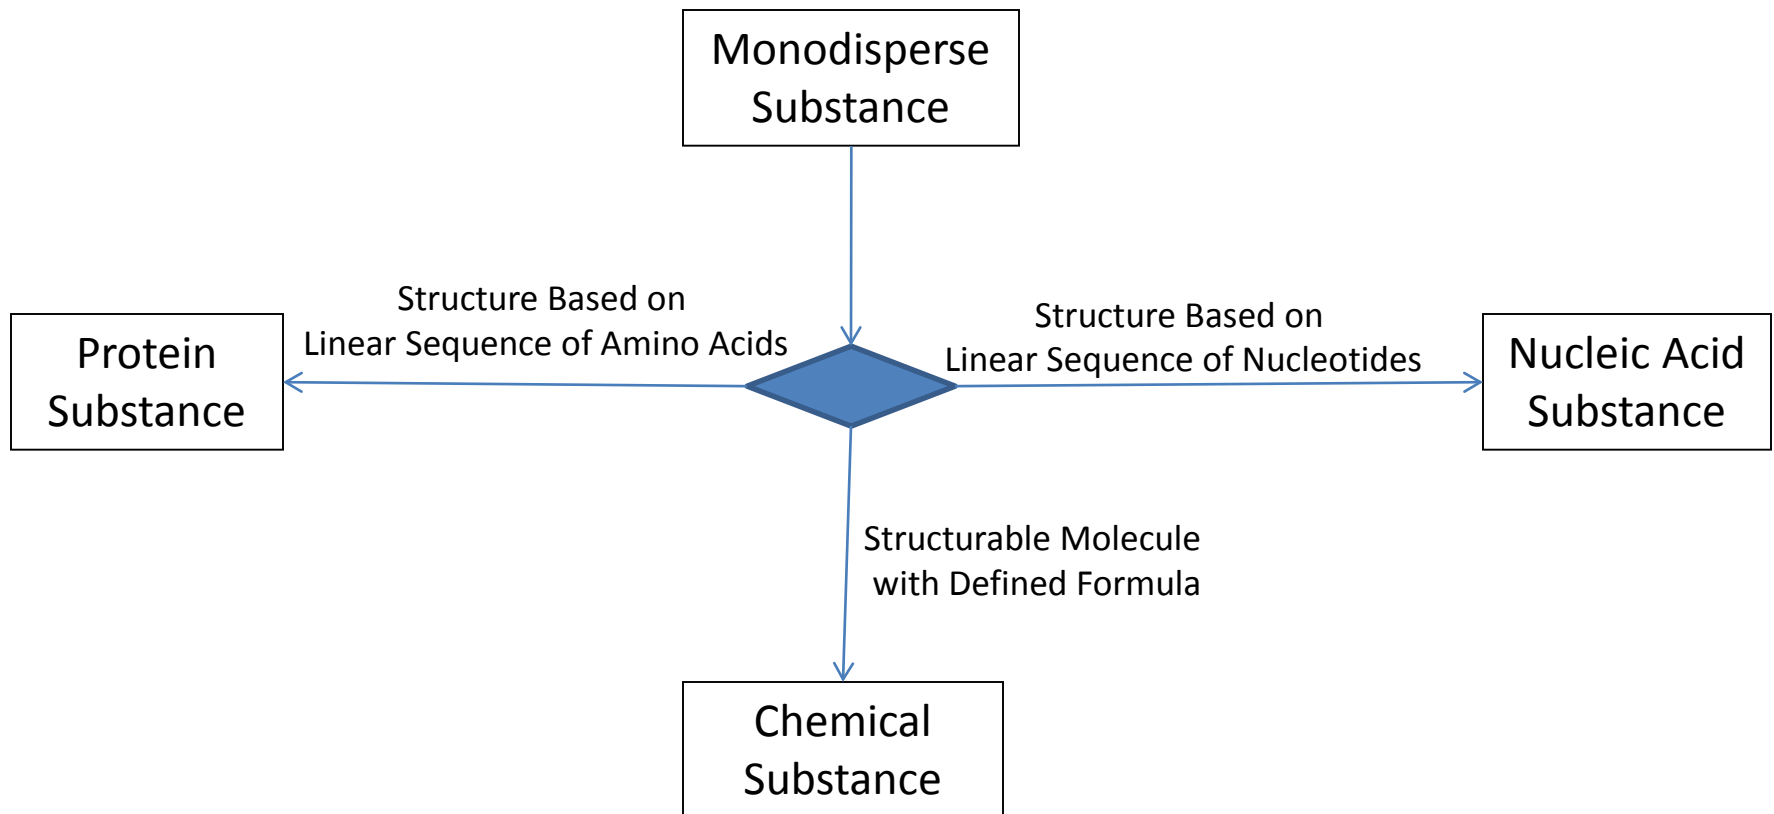 Monodisperse
Substance
Structure Based on
Linear Sequence of Amino Acids
Structure Based on
Linear Sequence of Nucleotides
Protein
Substance
Nucleic Acid
Substance
Structurable Molecule
with Defined Formula
Chemical
Substance